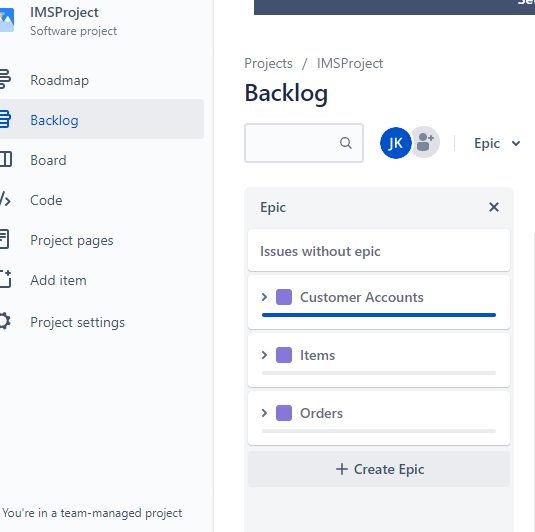 IMSProject
Software project
Roadmap
Backlog
Board
Code
Project pages
Add item
Project settings
You're in a team-managed project
Projects / IMSProject
Backlog
JK
Epic
Epic
Issues without epic
Customer Accounts
Items
Orders
+ Create Epic